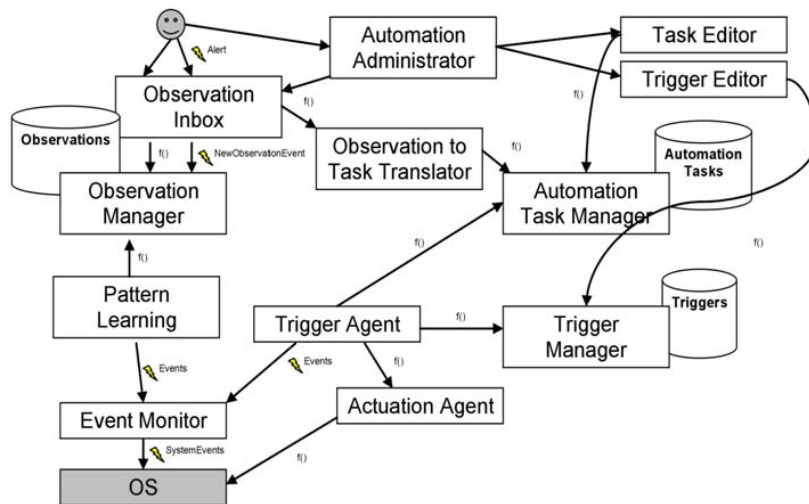 Alert
Automation
Administrator
Task Editor
Trigger Editor
Observation
Inbox
f()
f()
Observations
f()
NewObservationEvent
Observation to
Task Translator
f()
Automation
Tasks
Observation
Manager
Automation
Task Manager
f()
f()
f()
Pattern
Learning
Trigger Agent
f()
Trigger
Manager
Triggers
Events
Events
f()
Event Monitor
Actuation Agent
SystemEvents
f()
OS